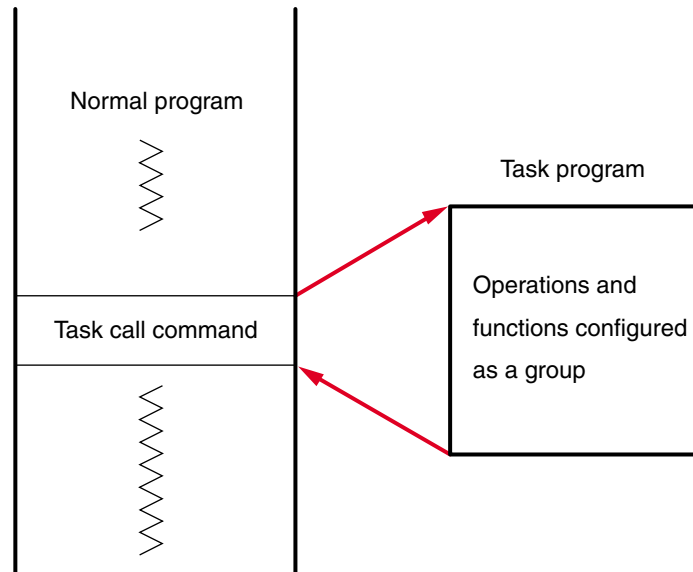 Normal program
Task program
Task call command
Operations and
functions configured
as a group